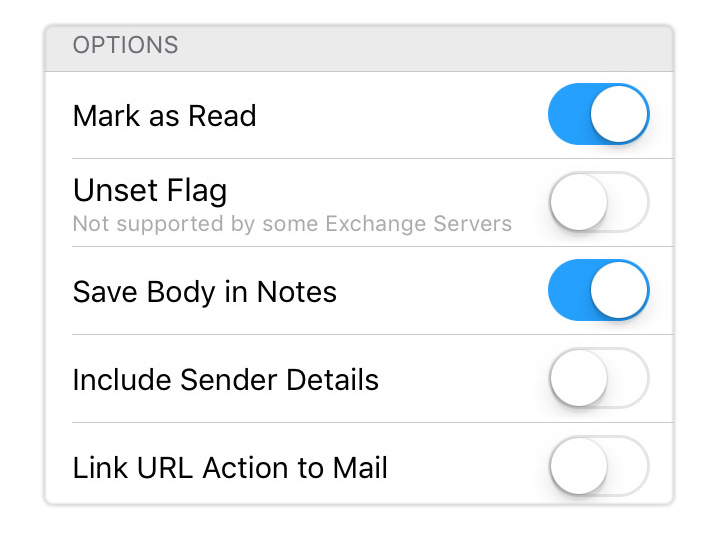 OPTIONS
Mark as Read
Unset Flag
Not supported by some Exchange Servers
Save Body in Notes
Include Sender Details
Link URL Action to Mail